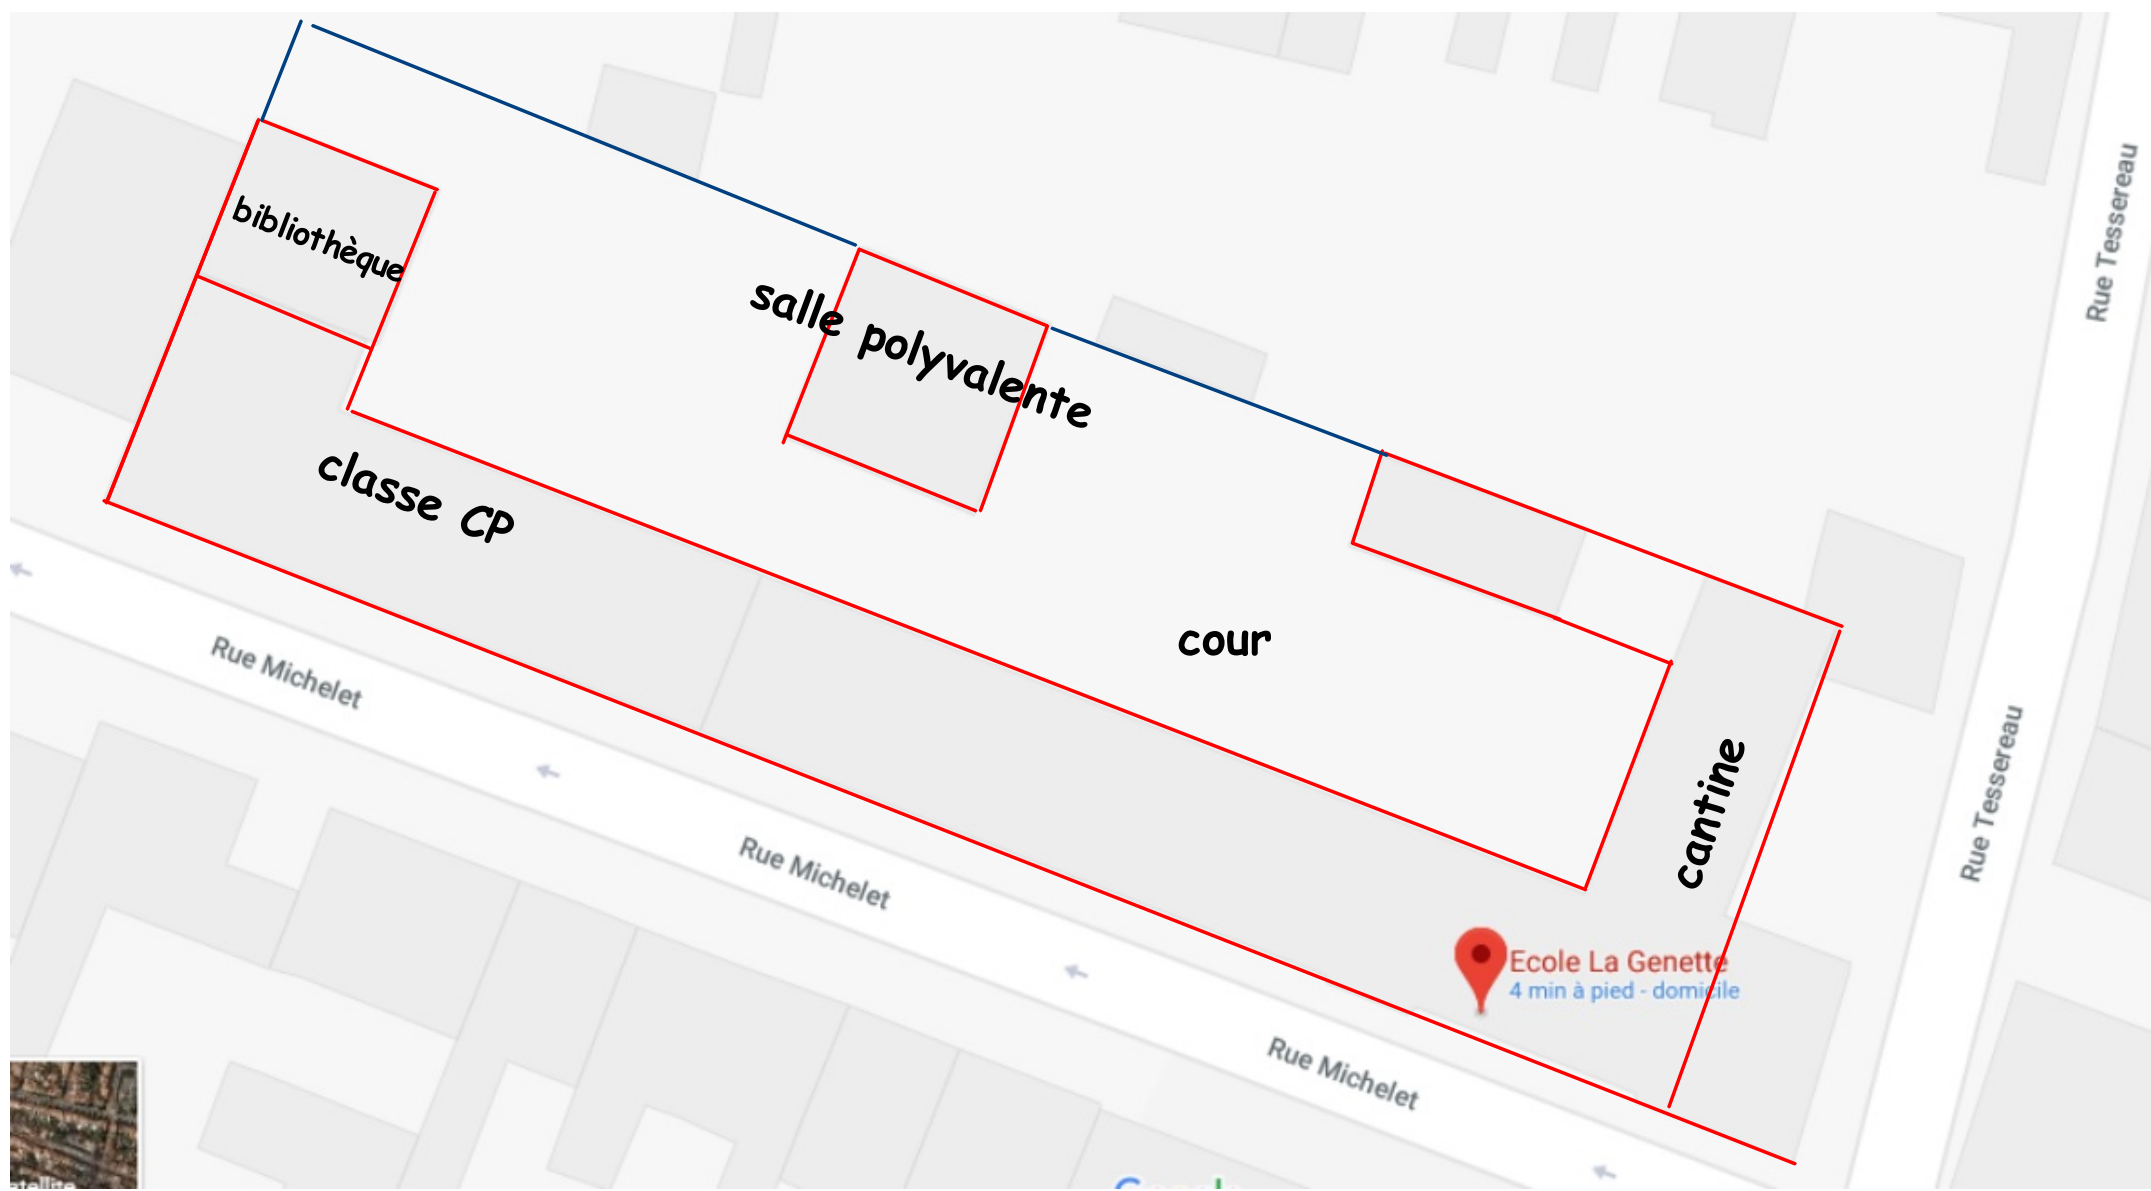 bibliothèque
salle polyvalente
classe CP
cour
cantine
Rue Tessereau
Rue Tessereau
Rue Michelet
Rue Michelet
Rue Michelet
Ecole La Genette
4 min à pied - domicile